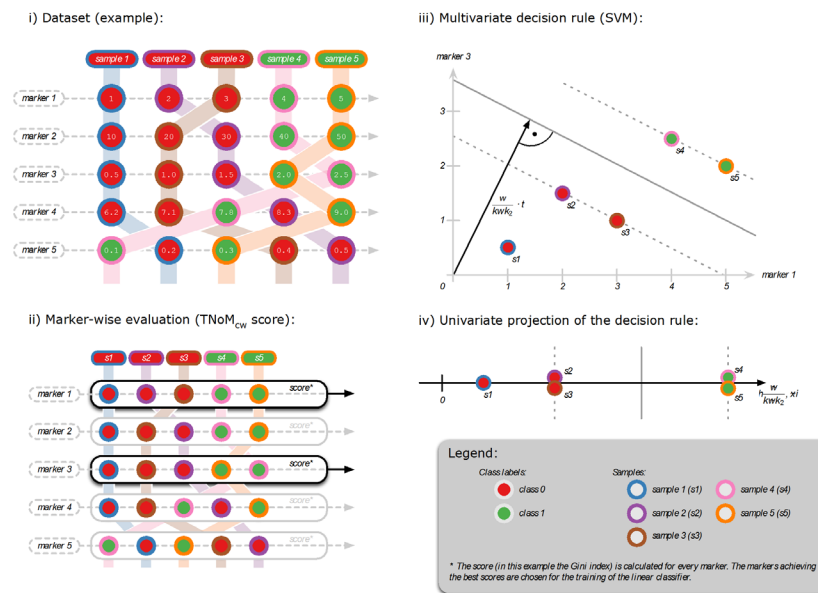 i) Dataset (example):
sample 1 sample 2 sample 3 sample 4 sample 5
marker 1 1 2 3 4 5
marker 2 10 20 30 40 50
marker 3 0.5 1.0 1.5 2.0 2.5
marker 4 6.2 7.1 7.8 8.3 9.0
marker 5 0.1 0.2 0.3 0.4 0.5
ii) Marker-wise evaluation (TNoMcw score):
s1 s2 s3 s4 s5
marker 1 score*
marker 2 score*
marker 3 score*
marker 4 score*
marker 5 score*
iii) Multivariate decision rule (SVM):
marker 3
3
2
1
0 1 2 3 4 5
marker 1
w
kwk2 · t
s1
s2
s3
s4
s5
iv) Univariate projection of the decision rule:
0
s1
s2
s3
s4
s5
h w
kwk2 , xi
Legend:
Class labels:
class 0
class 1
Samples:
sample 1 (s1)
sample 2 (s2)
sample 3 (s3)
sample 4 (s4)
sample 5 (s5)
* The score (in this example the Gini index) is calculated for every marker. The markers achieving
the best scores are chosen for the training of the linear classifier.